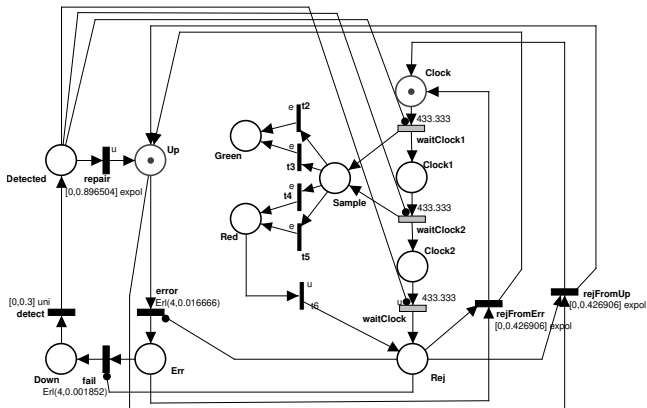 Clock
433.333
waitClock1
Clock1
433.333
waitClock2
Clock2
u
433.333
waitClock
Rej
e
t2
Green
e
t3
e
t4
Sample
Red
e
t5
u
t6
Up
u
repair
[0,0.896504] expol
Detected
[0,0.3] uni
detect
error
Erl(4,0.016666)
Down
fail
Erl(4,0.001852)
Err
rejFromErr
[0,0.426906] expol
rejFromUp
[0,0.426906] expol